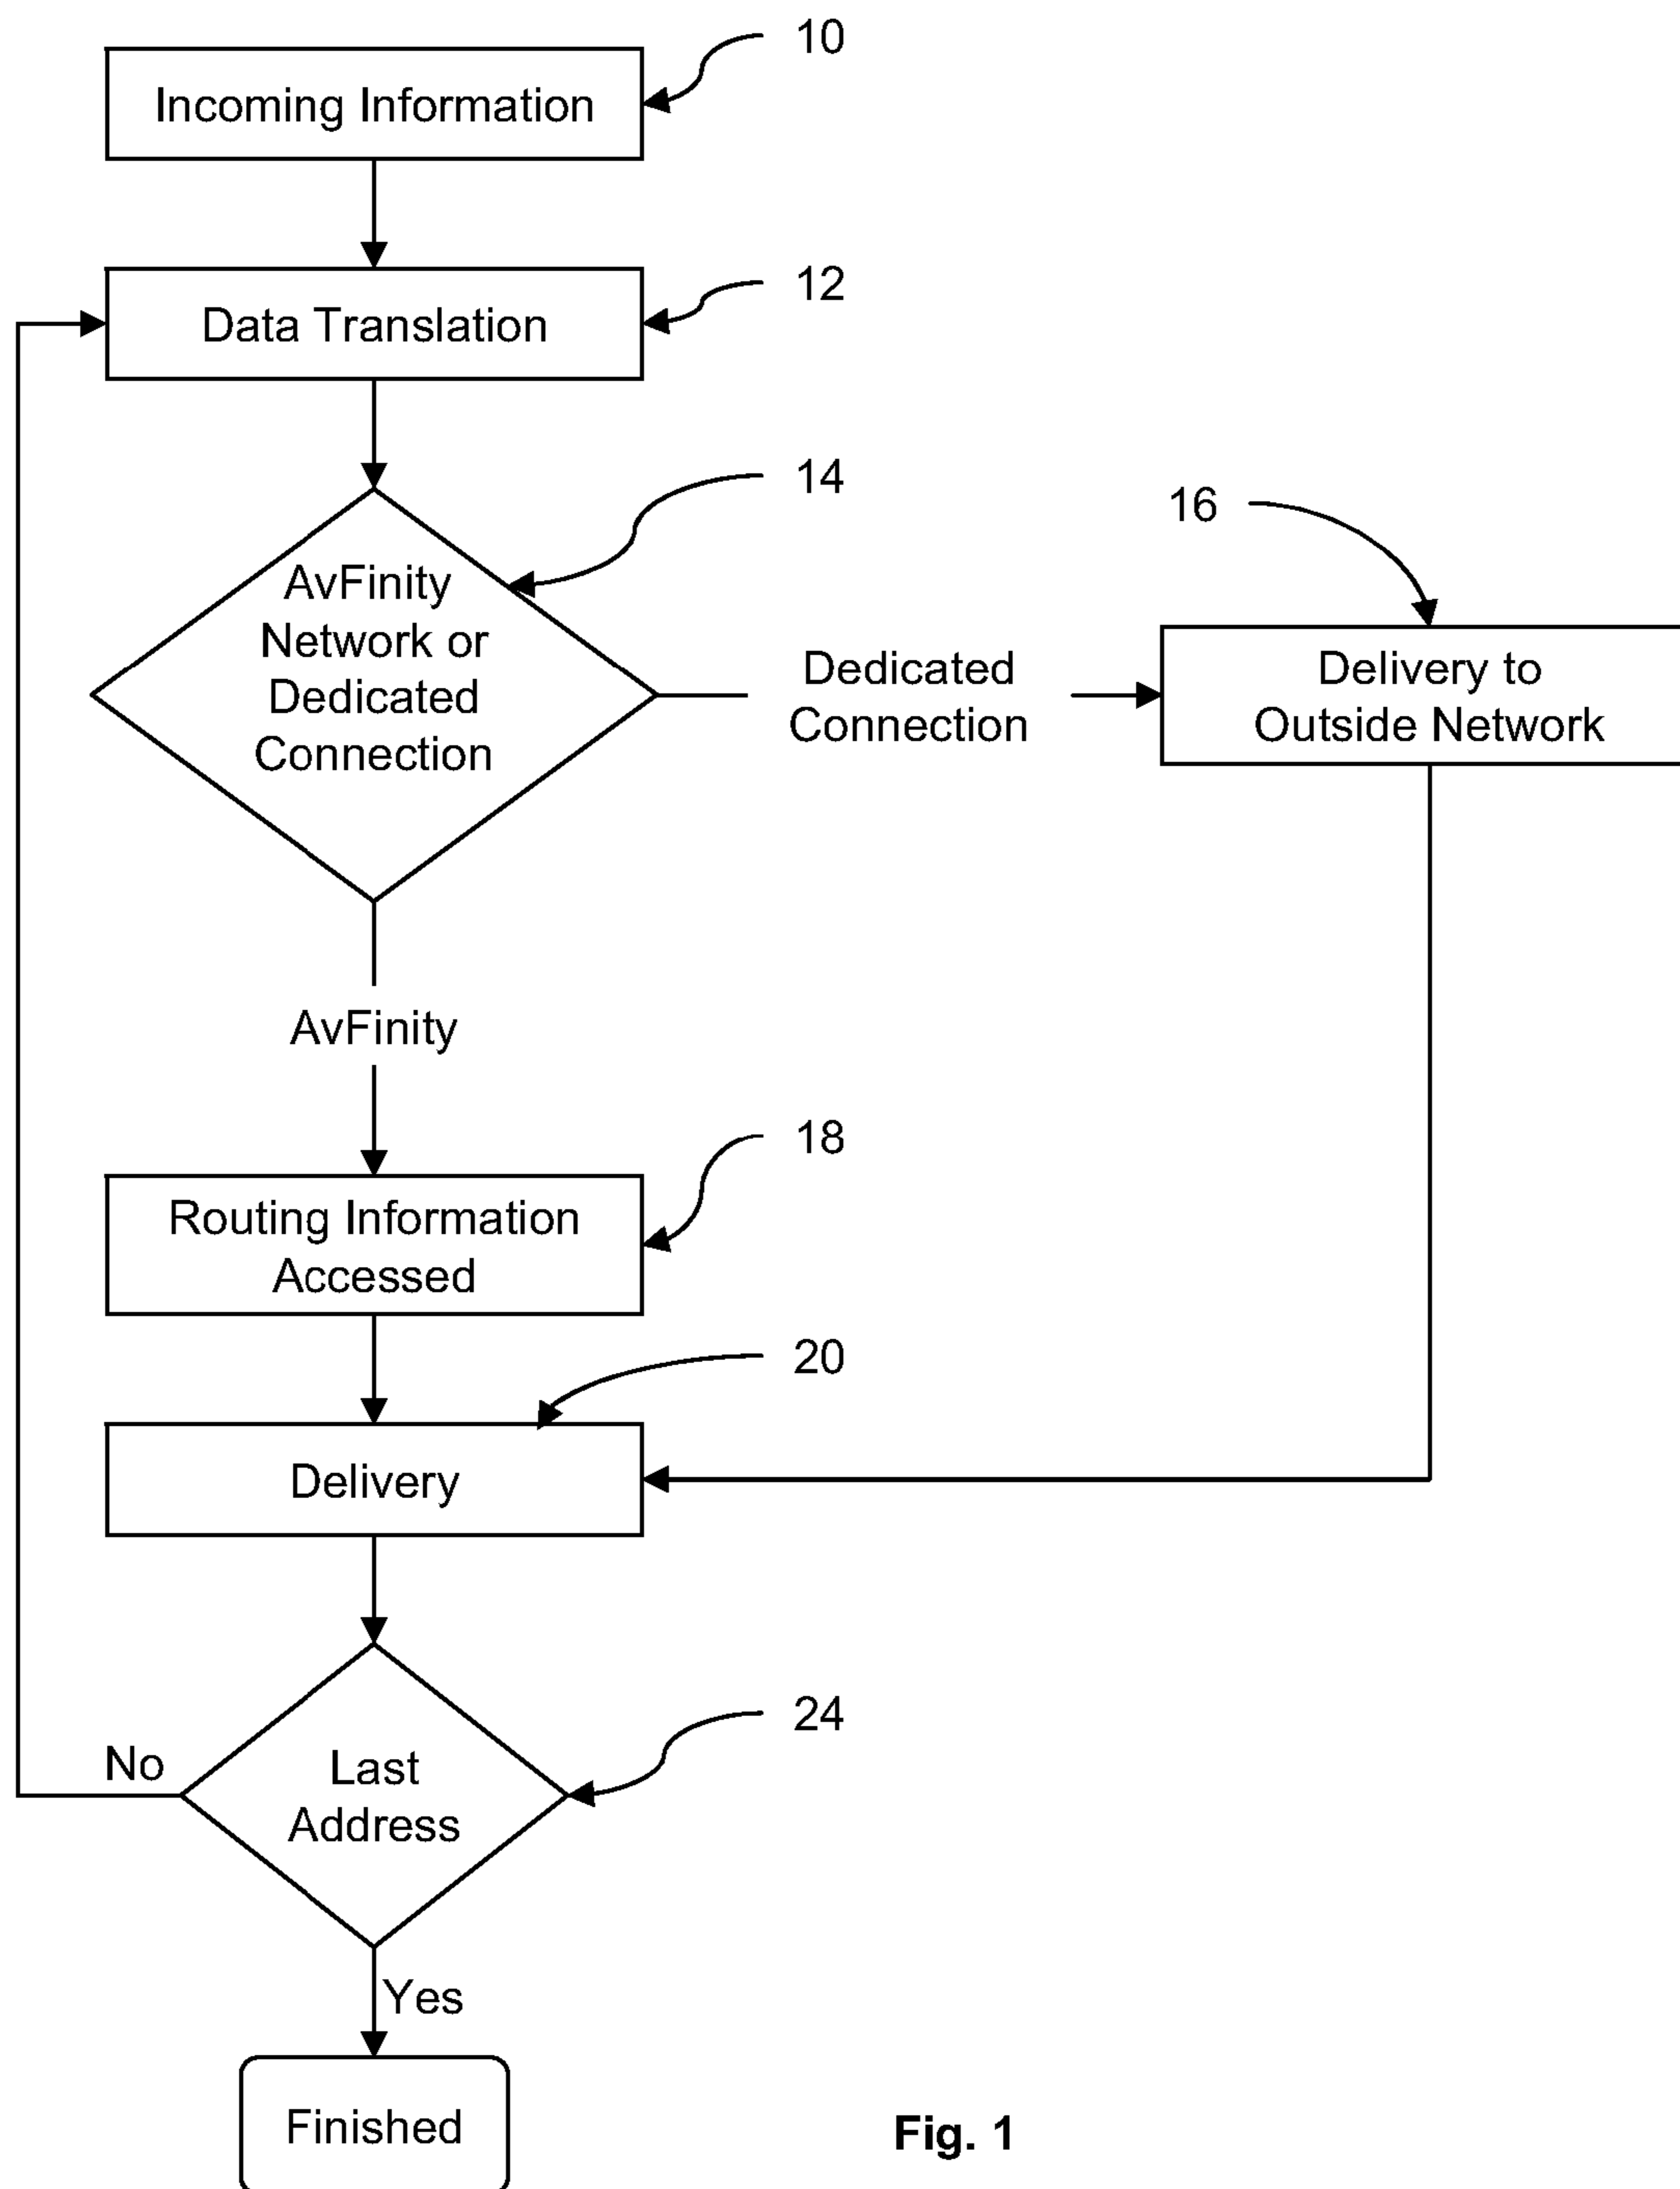 10
Incoming Information
12
Data Translation
14
16
AvFinity
Network or
Dedicated
Connection
Dedicated
Connection
Delivery to
Outside Network
AvFinity
18
Routing Information
Accessed
20
Delivery
24
No
Last
Address
Yes
Finished
Fig. 1